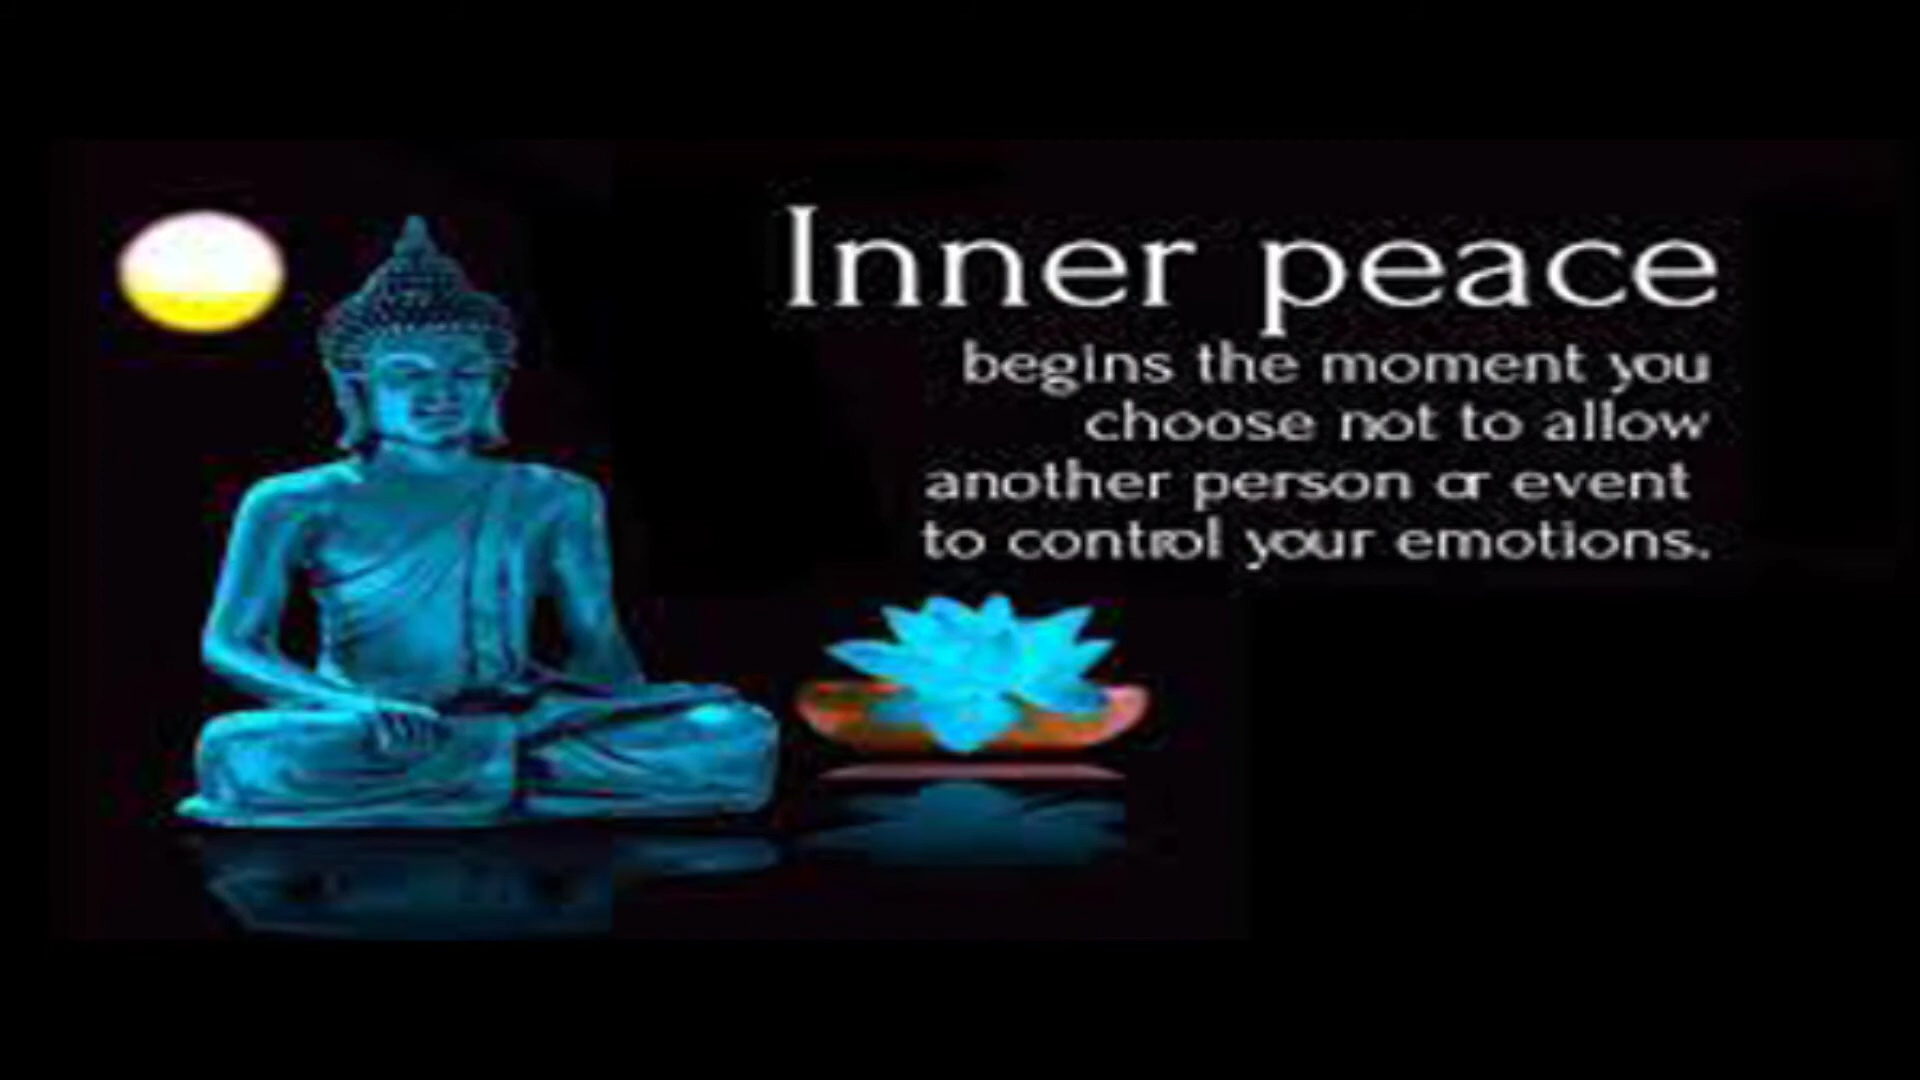 Inner peace
begins the moment you
choose not to allow
another person or event
to control your emotions.